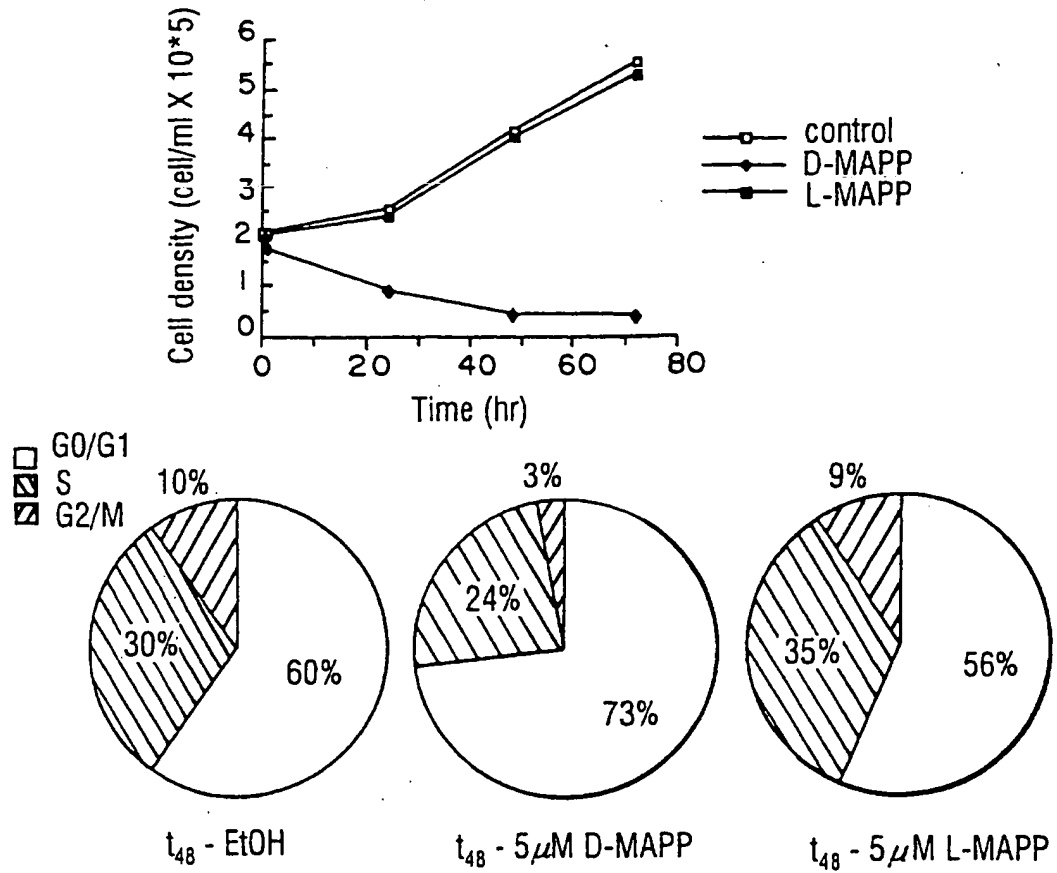 Cell density (cell/ml X 10*5)
6
5
4
3
2
1
0
0 20 40 60 80
Time (hr)
control
D-MAPP
L-MAPP
G0/G1
S
G2/M
10%
30%
60%
3%
24%
73%
9%
35%
56%
t₄₈ - EtOH
t₄₈ - 5μM D-MAPP
t₄₈ - 5μM L-MAPP